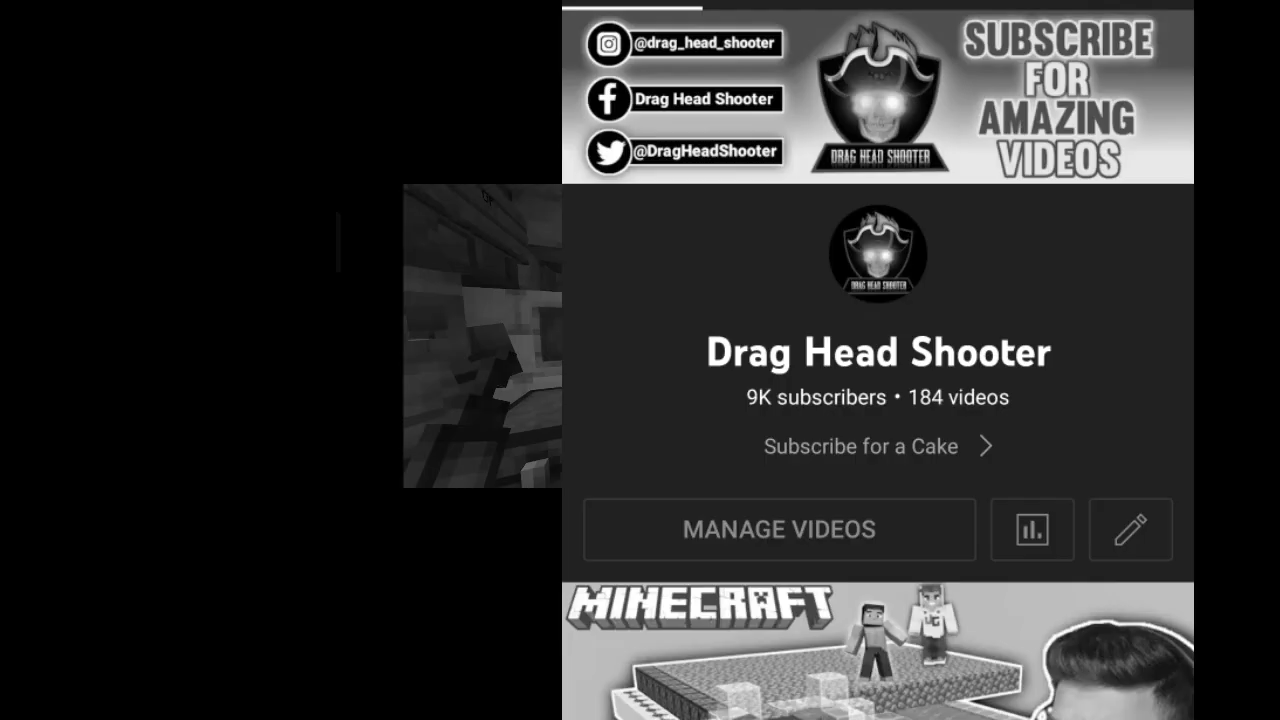 @drag_head_shooter
Drag Head Shooter
@DragHeadShooter
DRAG HEAD SHOOTER
SUBSCRIBE
FOR
AMAZING
VIDEOS
DRAG HEAD SHOOTER
Drag Head Shooter
9K subscribers • 184 videos
Subscribe for a Cake
MANAGE VIDEOS
MINECRAFT